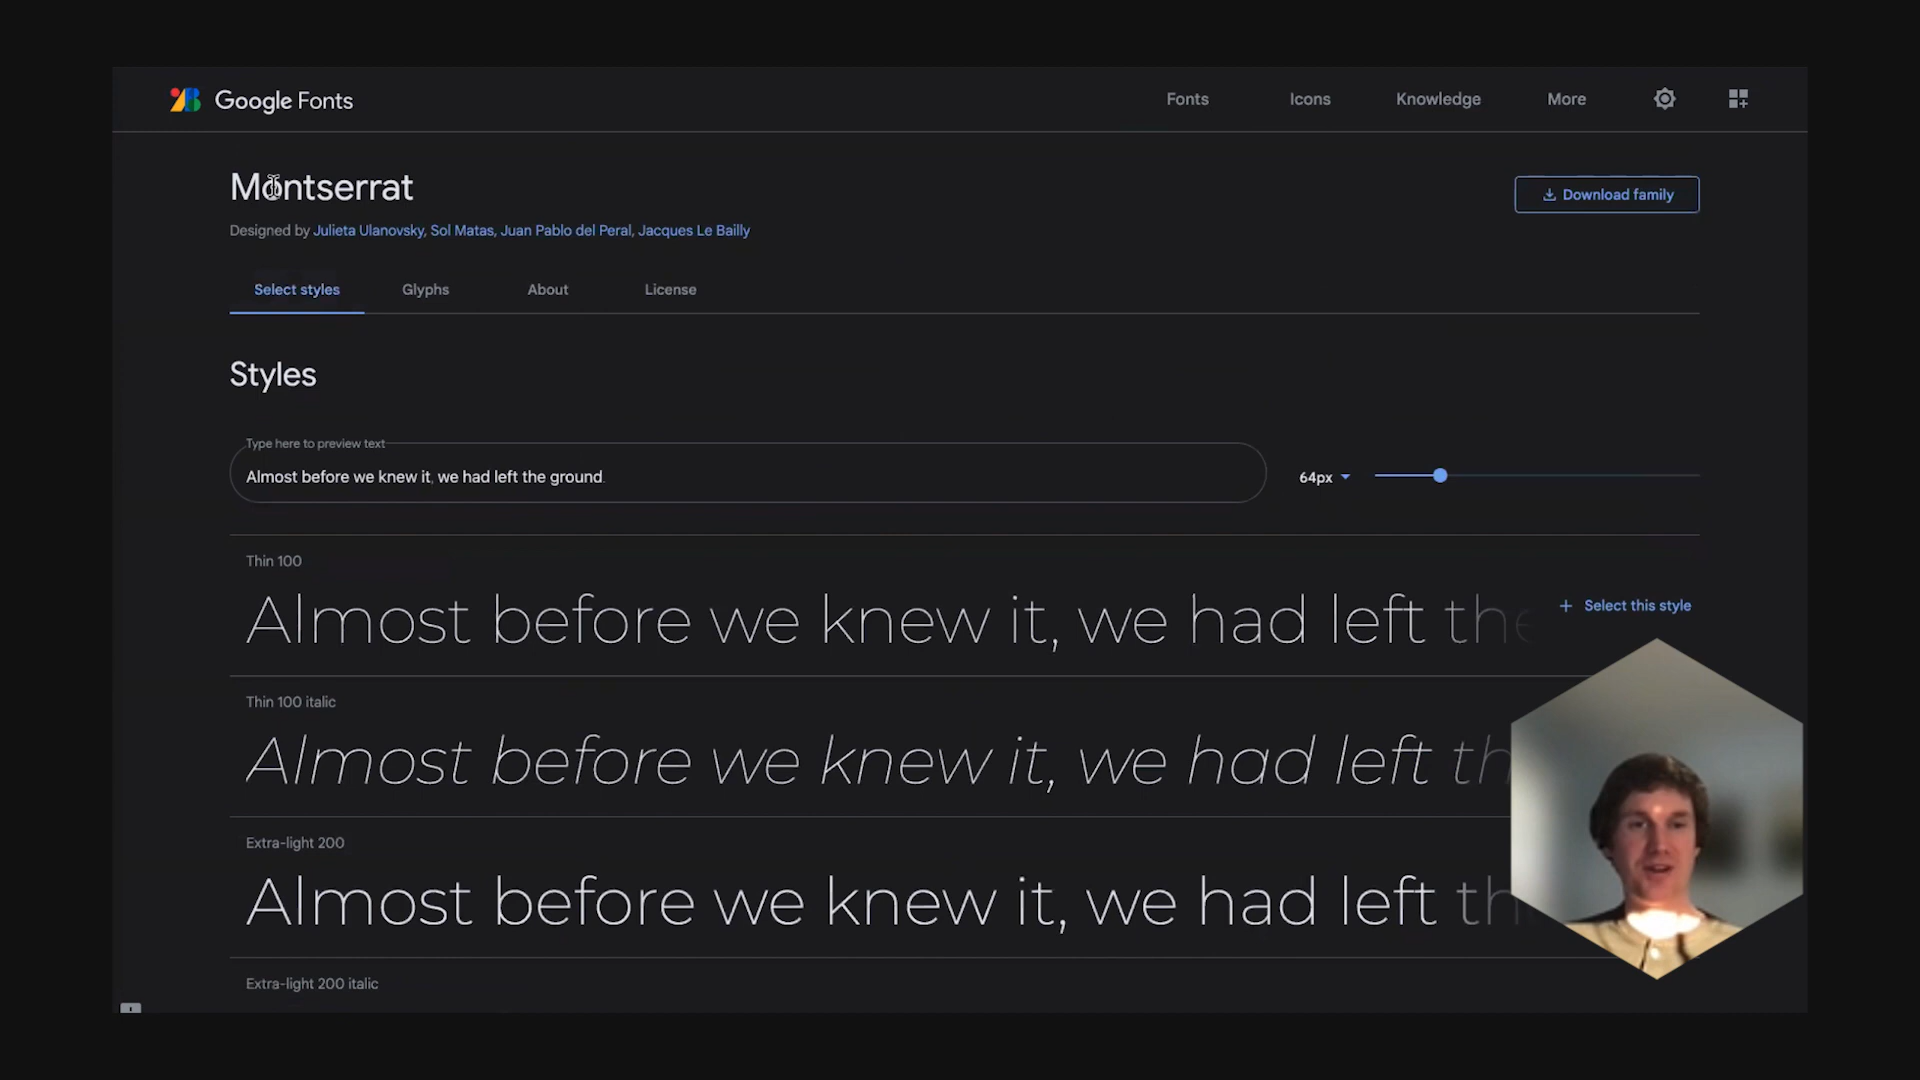 Google Fonts
Fonts
Icons
Knowledge
More
Montserrat
Download family
Designed by Julieta Ulanovsky, Sol Matas, Juan Pablo del Peral, Jacques Le Bailly
Select styles
Glyphs
About
License
Styles
Type here to preview text
Almost before we knew it, we had left the ground.
64px
Thin 100
Almost before we knew it, we had left the
Select this style
Thin 100 italic
Almost before we knew it, we had left th
Extra-light 200
Almost before we knew it, we had left th
Extra-light 200 italic